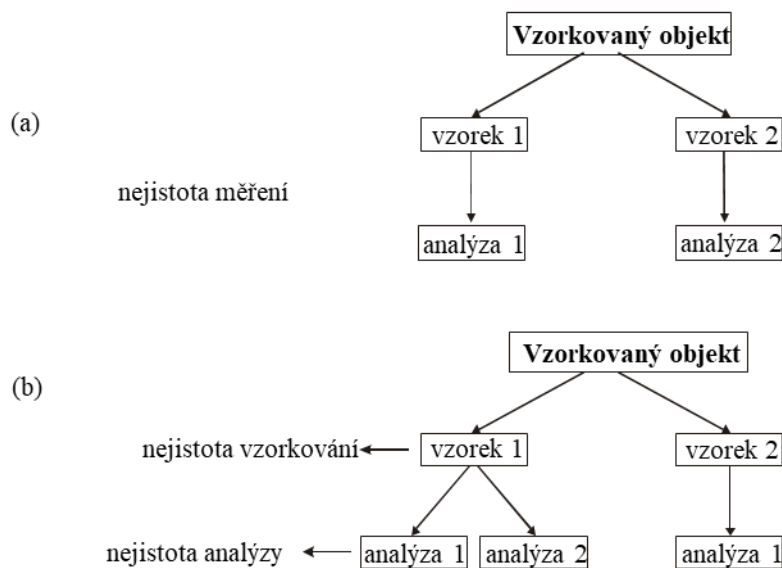 Vzorkovaný objekt
(a)
vzorek 1 vzorek 2
nejistota měření
analýza 1 analýza 2
Vzorkovaný objekt
(b)
nejistota vzorkování vzorek 1 vzorek 2
nejistota analýzy analýza 1 analýza 2 analýza 1